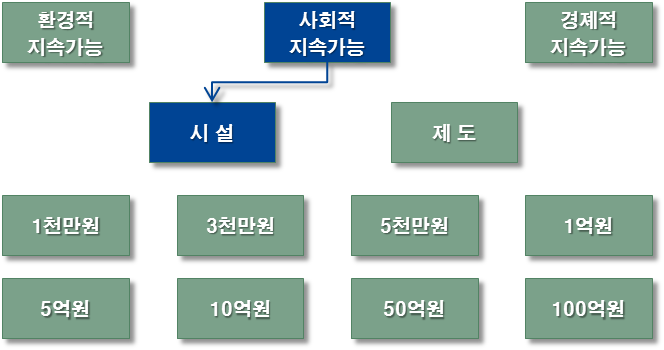 환경적
지속가능
사회적
지속가능
경제적
지속가능
시 설
제 도
1천만원
3천만원
5천만원
1억원
5억원
10억원
50억원
100억원